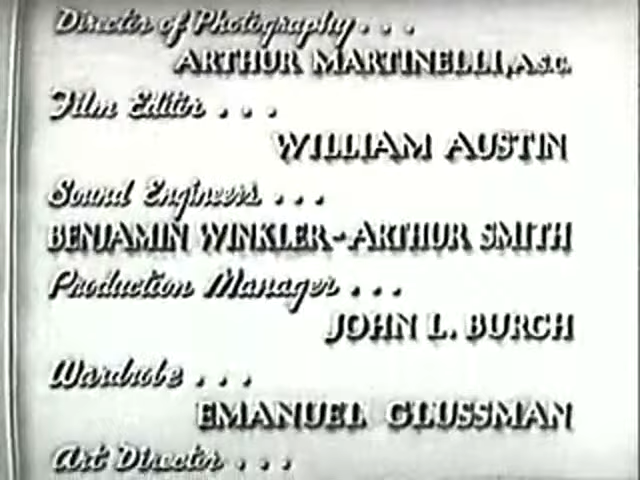 Director of Photography . . .
ARTHUR MARTINELLI, A.S.C.
Film Editor . . .
WILLIAM AUSTIN
Sound Engineers . . .
BENJAMIN WINKLER-ARTHUR SMITH
Production Manager . . .
JOHN L. BURCH
Wardrobe . . .
EMANUEL GLUSSMAN
Art Director . . .